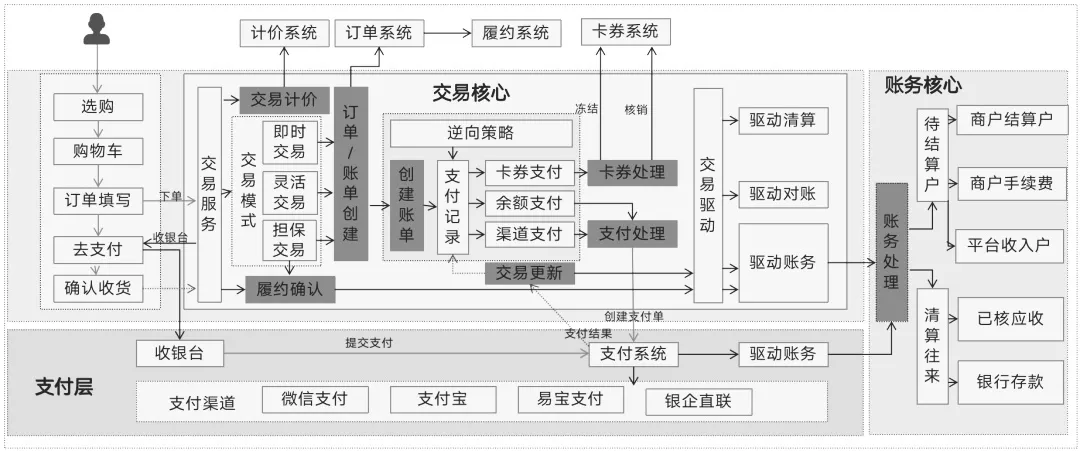 计价系统
订单系统
履约系统
卡券系统
选购
购物车
订单填写
去支付
确认收货
下单
收银台
交易服务
交易核心
交易计价
交易模式
即时
交易
灵活
交易
担保
交易
履约确认
订单/账单创建
逆向策略
创建账单
支付记录
卡券支付
余额支付
渠道支付
冻结
核销
卡券处理
支付处理
交易更新
交易驱动
驱动清算
驱动对账
驱动账务
创建支付单
支付结果
账务核心
账务处理
待结算户
商户结算户
商户手续费
平台收入户
清算往来
已核应收
银行存款
支付层
收银台
提交支付
支付系统
驱动账务
支付渠道
微信支付
支付宝
易宝支付
银企直联